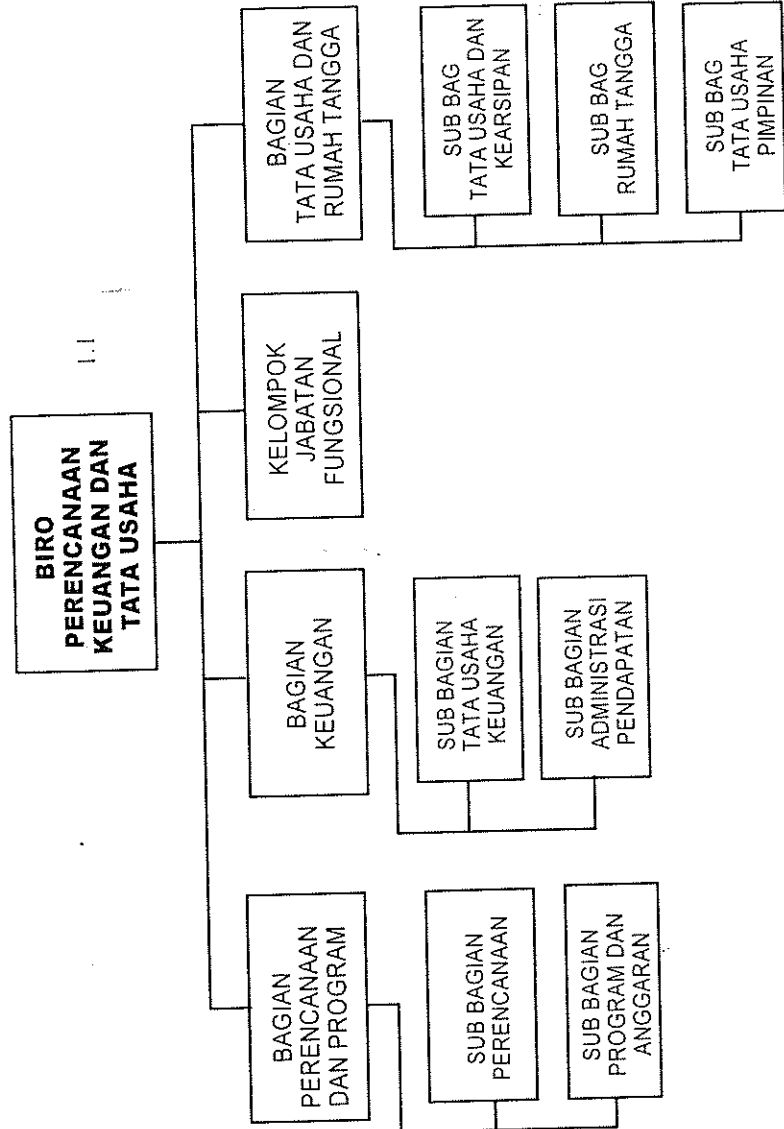 BIRO
PERENCANAAN
KEUANGAN DAN
TATA USAHA
BAGIAN
PERENCANAAN
DAN PROGRAM
SUB BAGIAN
PERENCANAAN
SUB BAGIAN
PROGRAM DAN
ANGGARAN
BAGIAN
KEUANGAN
SUB BAGIAN
TATA USAHA
KEUANGAN
SUB BAGIAN
ADMINISTRASI
PENDAPATAN
KELOMPOK
JABATAN
FUNGSIONAL
BAGIAN
TATA USAHA DAN
RUMAH TANGGA
SUB BAG
TATA USAHA DAN
KEARSIPAN
SUB BAG
RUMAH TANGGA
SUB BAG
TATA USAHA
PIMPINAN